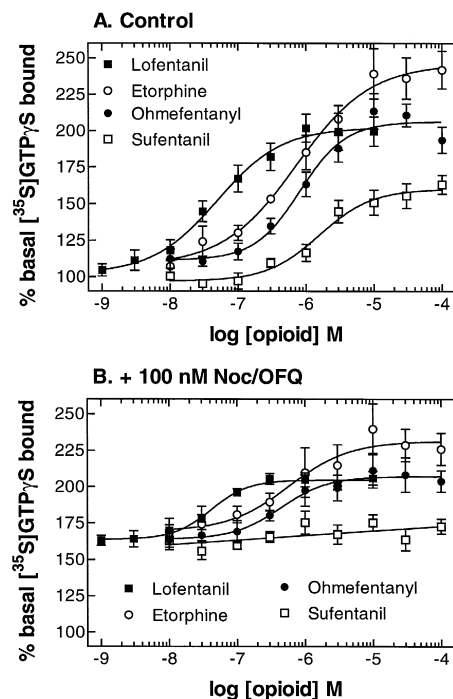 A. Control
% basal [³⁵S]GTPγS bound
250
225
200
175
150
125
100
Lofentanil
Etorphine
Ohmefentanyl
Sufentanil
-9 -8 -7 -6 -5 -4
log [opioid] M
B. + 100 nM Noc/OFQ
% basal [³⁵S]GTPγS bound
250
225
200
175
150
125
100
Lofentanil Ohmefentanyl
Etorphine Sufentanil
-9 -8 -7 -6 -5 -4
log [opioid] M